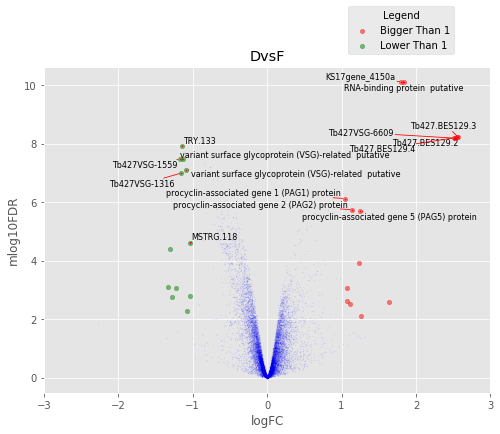 Legend
Bigger Than 1
Lower Than 1
DvsF
KS17gene_4150a
RNA-binding protein putative
Tb427.BES129.3
Tb427VSG-6609
Tb427.BES129.2
Tb427.BES129.4
TRY.133
variant surface glycoprotein (VSG)-related putative
Tb427VSG-1559
variant surface glycoprotein (VSG)-related putative
Tb427VSG-1316
procyclin-associated gene 1 (PAG1) protein
procyclin-associated gene 2 (PAG2) protein
procyclin-associated gene 5 (PAG5) protein
MSTRG.118
mlog10FDR
10
8
6
4
2
0
−3
−2
−1
0
1
2
3
logFC